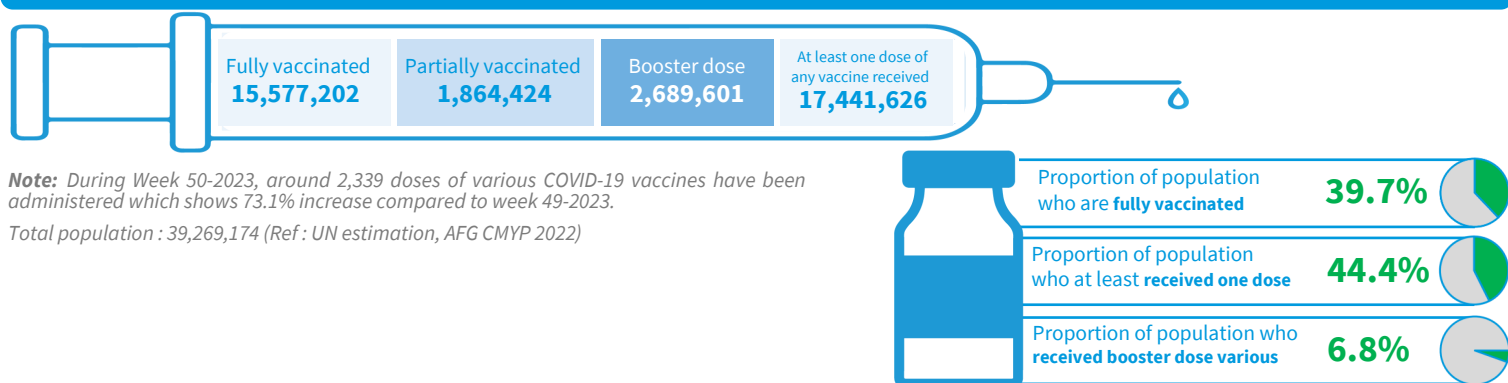 Fully vaccinated
15,577,202
Partially vaccinated
1,864,424
Booster dose
2,689,601
At least one dose of
any vaccine received
17,441,626
Note: During Week 50-2023, around 2,339 doses of various COVID-19 vaccines have been
administered which shows 73.1% increase compared to week 49-2023.
Total population : 39,269,174 (Ref : UN estimation, AFG CMYP 2022)
Proportion of population
who are fully vaccinated
39.7%
Proportion of population
who at least received one dose
44.4%
Proportion of population who
received booster dose various
6.8%